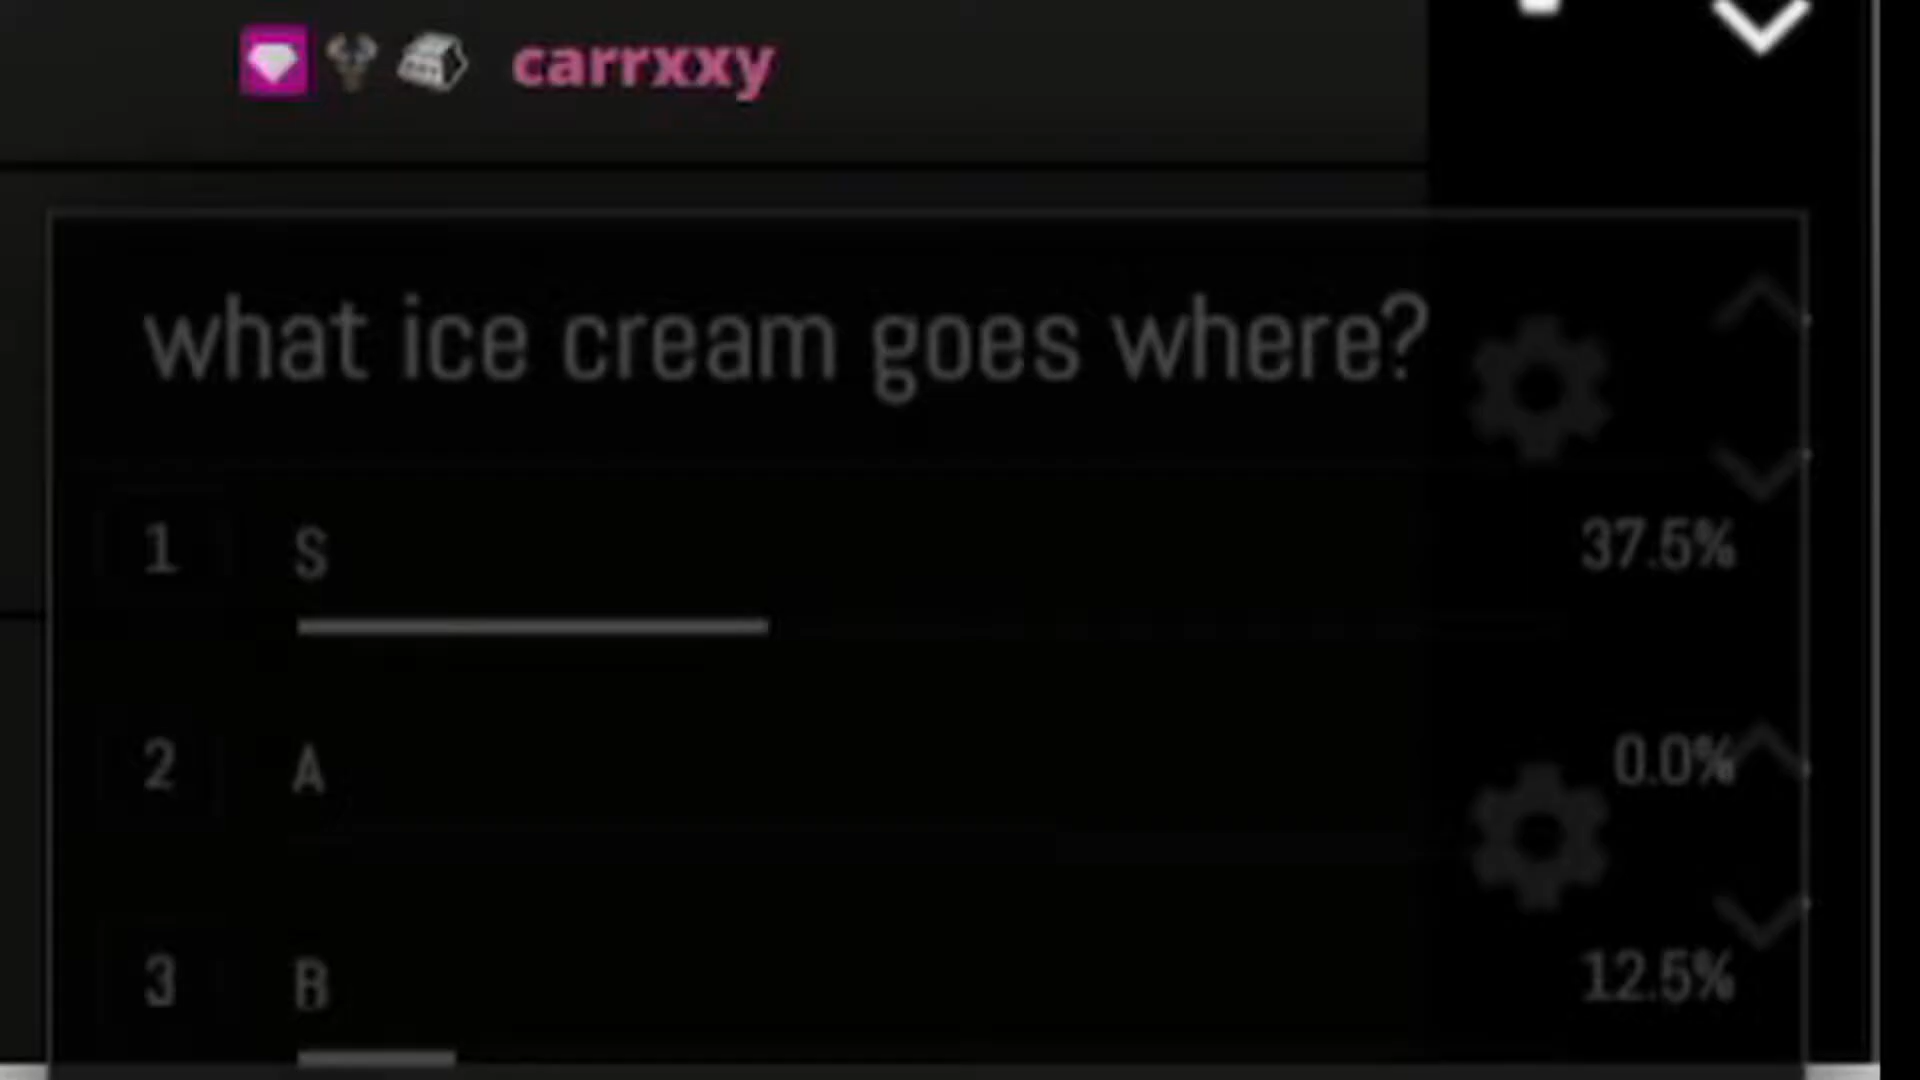 carrxxy
what ice cream goes where?
1 S 37.5%
2 A 0.0%
3 B 12.5%